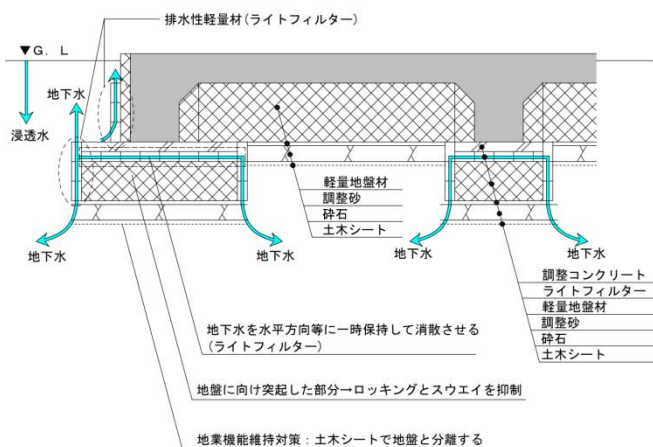 排水性軽量材(ライトフィルター)
▼G. L
地下水
浸透水
軽量地盤材
調整砂
砕石
土木シート
地下水
地下水
地下水
地下水
調整コンクリート
ライトフィルター
軽量地盤材
調整砂
砕石
土木シート
地下水を水平方向等に一時保持して消散させる
(ライトフィルター)
地盤に向け突起した部分→ロッキングとスウエイを抑制
地業機能維持対策：土木シートで地盤と分離する